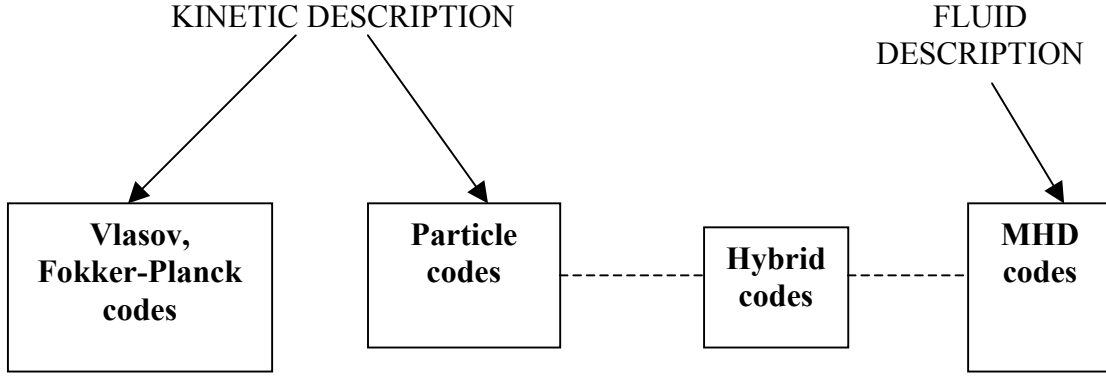 KINETIC DESCRIPTION
FLUID
DESCRIPTION
Vlasov,
Fokker-Planck
codes
Particle
codes
Hybrid
codes
MHD
codes